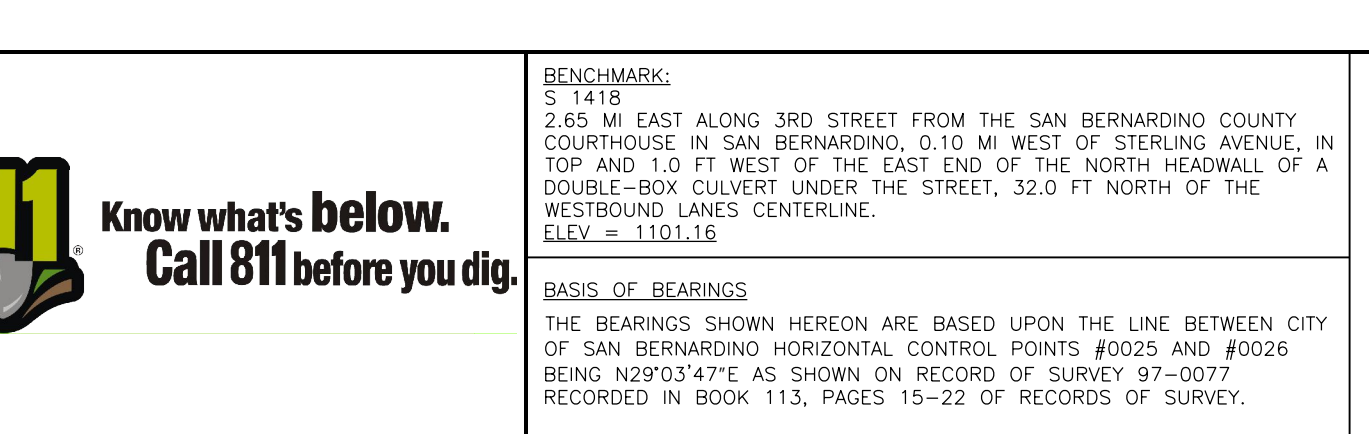 11
®
Know what's below.
Call 811 before you dig.
BENCHMARK:
S 1418
2.65 MI EAST ALONG 3RD STREET FROM THE SAN BERNARDINO COUNTY
COURTHOUSE IN SAN BERNARDINO, 0.10 MI WEST OF STERLING AVENUE, IN
TOP AND 1.0 FT WEST OF THE EAST END OF THE NORTH HEADWALL OF A
DOUBLE-BOX CULVERT UNDER THE STREET, 32.0 FT NORTH OF THE
WESTBOUND LANES CENTERLINE.
ELEV = 1101.16
BASIS OF BEARINGS
THE BEARINGS SHOWN HEREON ARE BASED UPON THE LINE BETWEEN CITY
OF SAN BERNARDINO HORIZONTAL CONTROL POINTS #0025 AND #0026
BEING N29°03'47"E AS SHOWN ON RECORD OF SURVEY 97-0077
RECORDED IN BOOK 113, PAGES 15-22 OF RECORDS OF SURVEY.